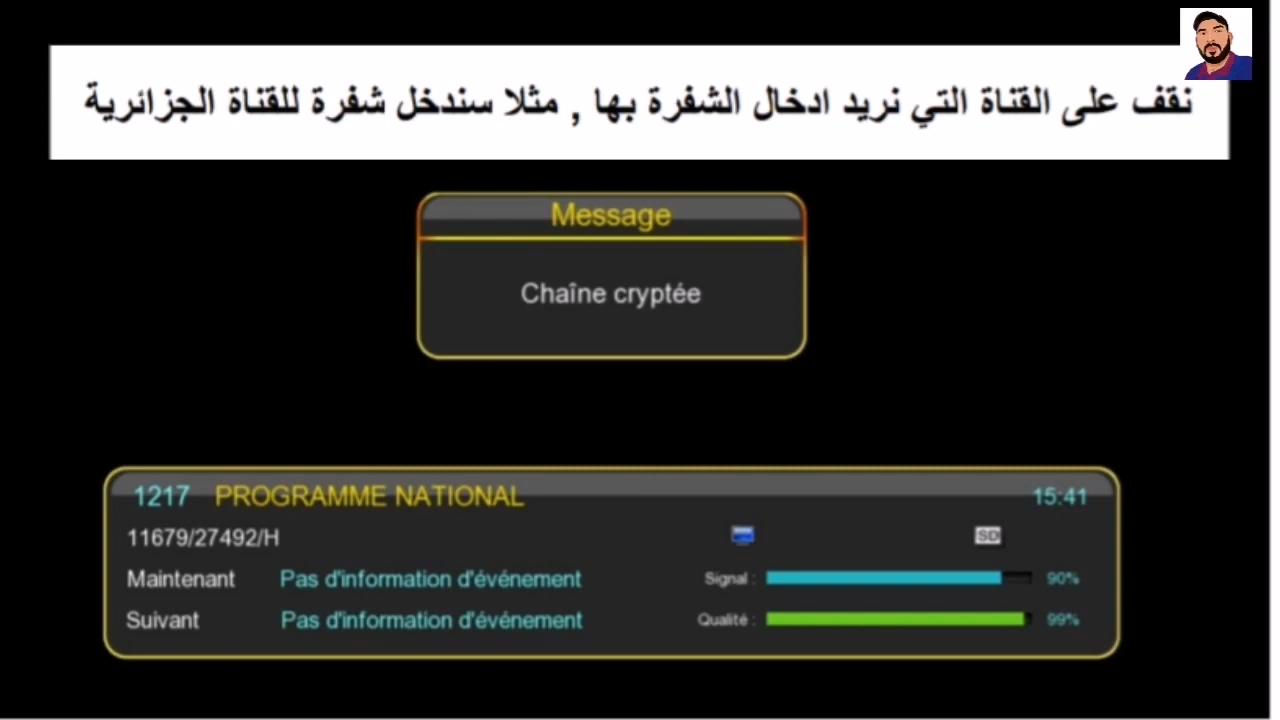 نقف على القناة التي نريد ادخال الشفرة بها , مثلا سندخل شفرة للقناة الجزائرية
Message
Chaîne cryptée
1217 PROGRAMME NATIONAL 15:41
11679/27492/H SD
Maintenant Pas d'information d'événement Signal : 90%
Suivant Pas d'information d'événement Qualité : 99%